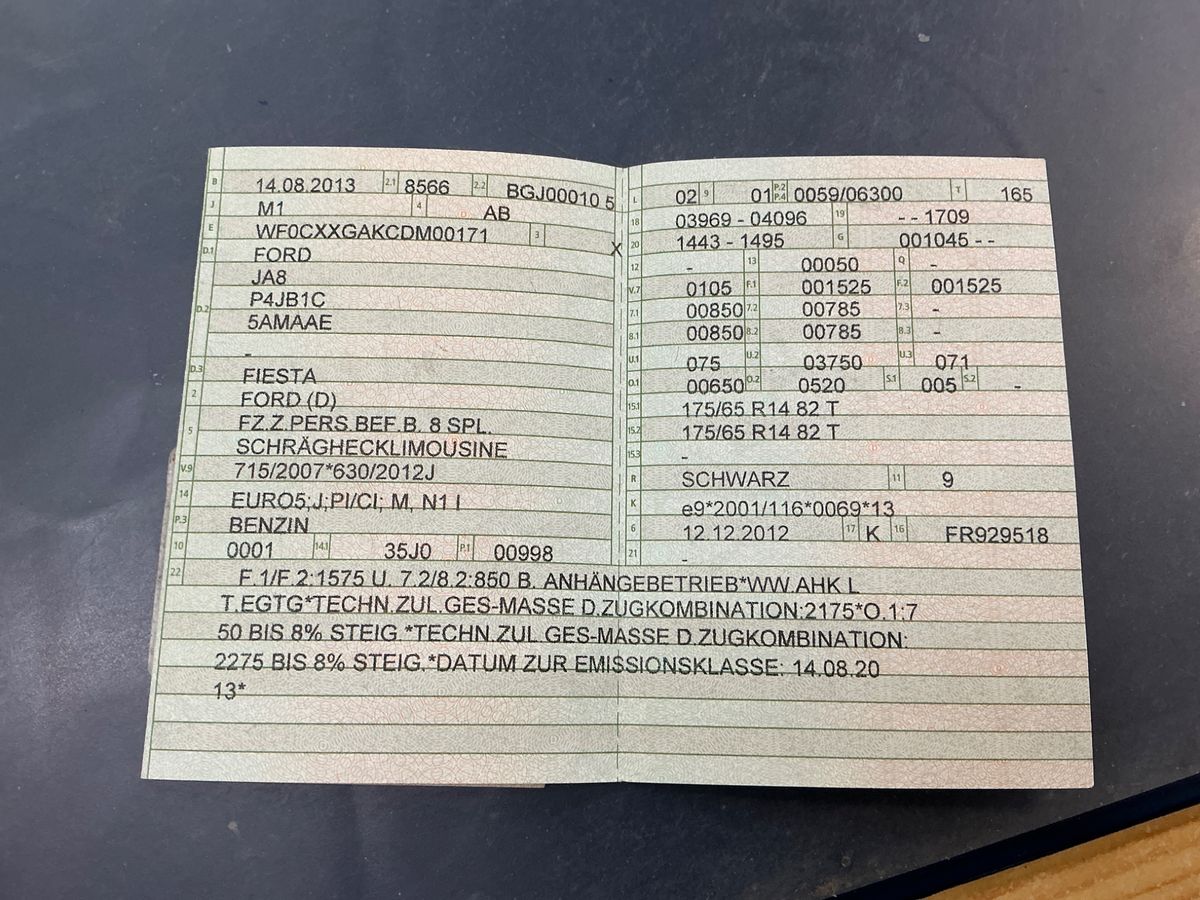 B 14.08.2013 2.1 8566 2.2 BGJ00010 5
J M1 4 AB
E WF0CXXGAKCDM00171 3 X
D.1 FORD
JA8
D.2 P4JB1C
5AMAAE
-
D.3 FIESTA
2 FORD (D)
5 FZ.Z.PERS.BEF.B. 8 SPL.
SCHRÄGHECKLIMOUSINE
V.9 715/2007*630/2012J
14 EURO5;J;PI/CI; M, N1 I
P.3 BENZIN
10 0001 14.1 35J0 P.1 00998
L 02 9 01 P.2 P.4 0059/06300 T 165
18 03969 - 04096 19 - - 1709
20 1443 - 1495 G 001045 - -
12 - 13 00050 Q -
V.7 0105 F.1 001525 F.2 001525
7.1 00850 7.2 00785 7.3 -
8.1 00850 8.2 00785 8.3 -
U.1 075 U.2 03750 U.3 071
O.1 00650 O.2 0520 S.1 005 S.2 -
15.1 175/65 R14 82 T
15.2 175/65 R14 82 T
15.3 -
R SCHWARZ 11 9
K e9*2001/116*0069*13
6 12.12.2012 17 K 16 FR929518
21 -
22 F.1/F.2:1575 U. 7.2/8.2:850 B. ANHÄNGEBETRIEB*WW.AHK L
T.EGTG*TECHN.ZUL.GES-MASSE D.ZUGKOMBINATION:2175*O.1:7
50 BIS 8% STEIG.*TECHN.ZUL.GES-MASSE D.ZUGKOMBINATION:
2275 BIS 8% STEIG.*DATUM ZUR EMISSIONSKLASSE: 14.08.20
13*